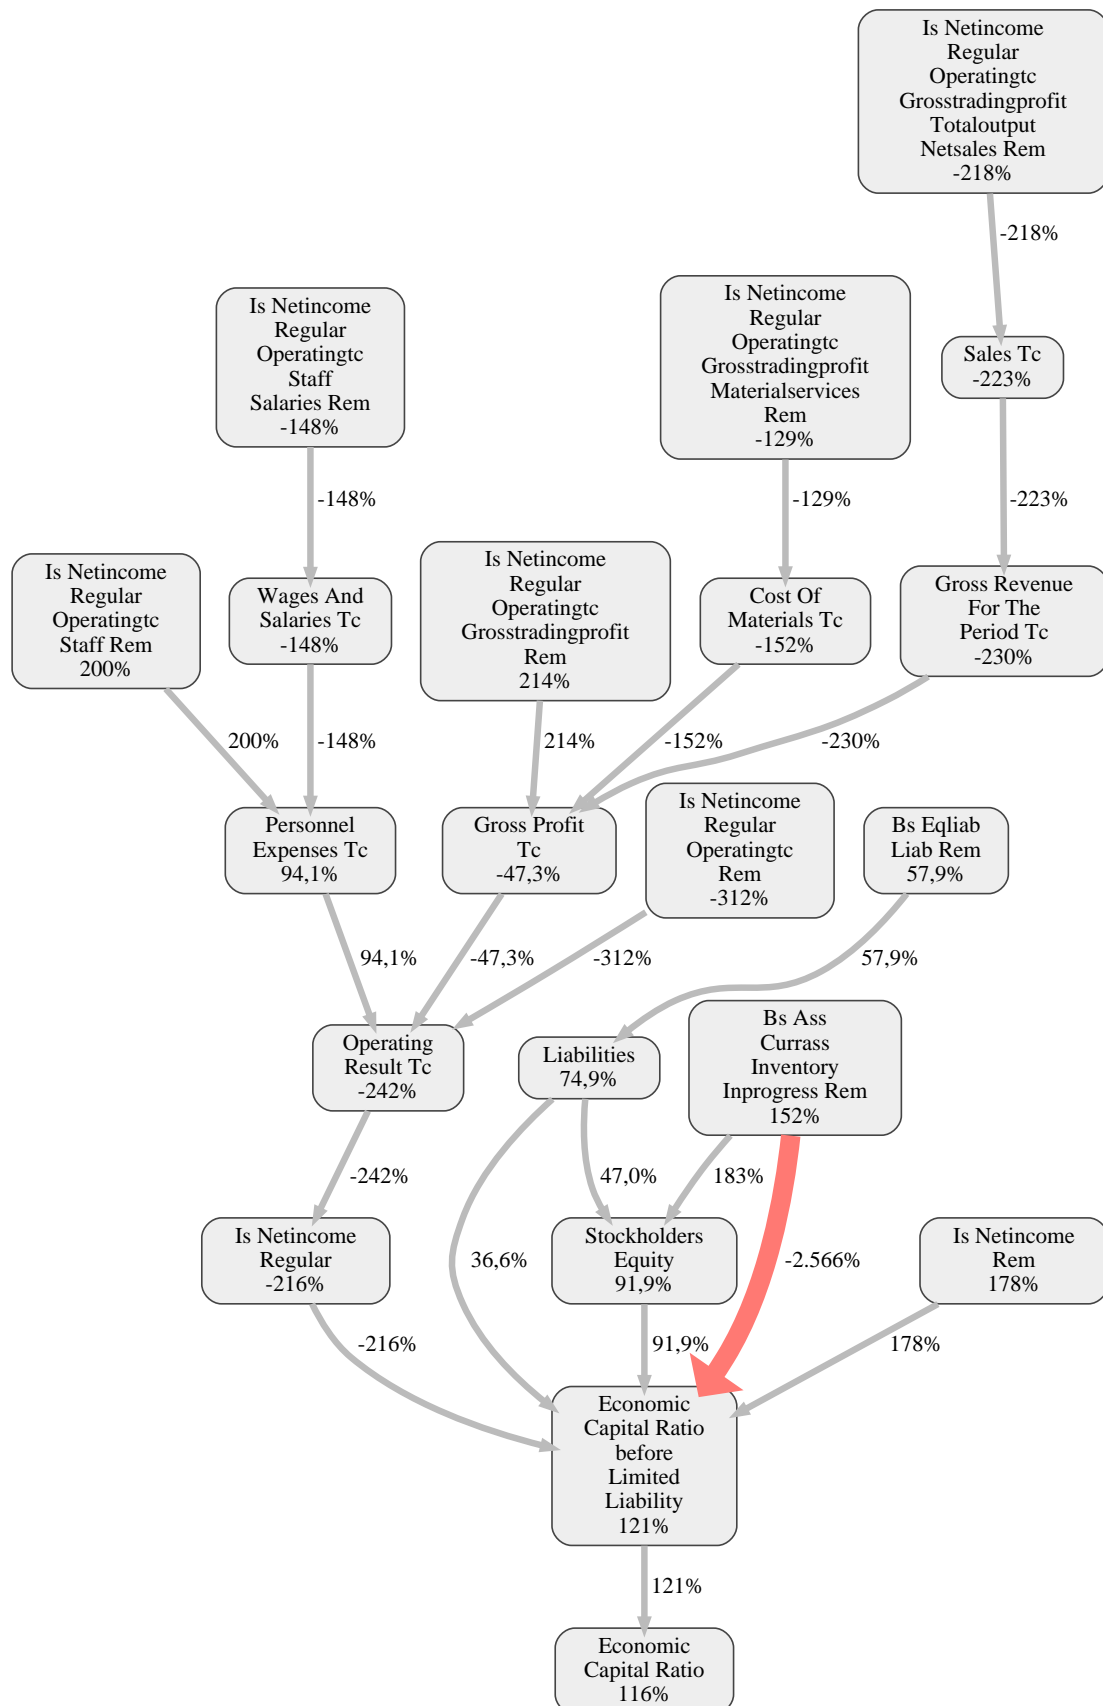 Is Netincome
Regular
Operatingtc
Grosstradingprofit
Totaloutput
Netsales Rem
-218%
-218%
Is Netincome
Regular
Operatingtc
Staff
Salaries Rem
-148%
Is Netincome
Regular
Operatingtc
Grosstradingprofit
Materialservices
Rem
-129%
Sales Tc
-223%
-148%
-129%
-223%
Is Netincome
Regular
Operatingtc
Staff Rem
200%
Wages And
Salaries Tc
-148%
Is Netincome
Regular
Operatingtc
Grosstradingprofit
Rem
214%
Cost Of
Materials Tc
-152%
Gross Revenue
For The
Period Tc
-230%
200%
-148%
214%
-152%
-230%
Personnel
Expenses Tc
94,1%
Gross Profit
Tc
-47,3%
Is Netincome
Regular
Operatingtc
Rem
-312%
Bs Eqliab
Liab Rem
57,9%
94,1%
-47,3%
-312%
57,9%
Operating
Result Tc
-242%
Liabilities
74,9%
Bs Ass
Currass
Inventory
Inprogress Rem
152%
-242%
47,0%
183%
Is Netincome
Regular
-216%
36,6%
Stockholders
Equity
91,9%
-2.566%
Is Netincome
Rem
178%
-216%
91,9%
178%
Economic
Capital Ratio
before
Limited
Liability
121%
121%
Economic
Capital Ratio
116%